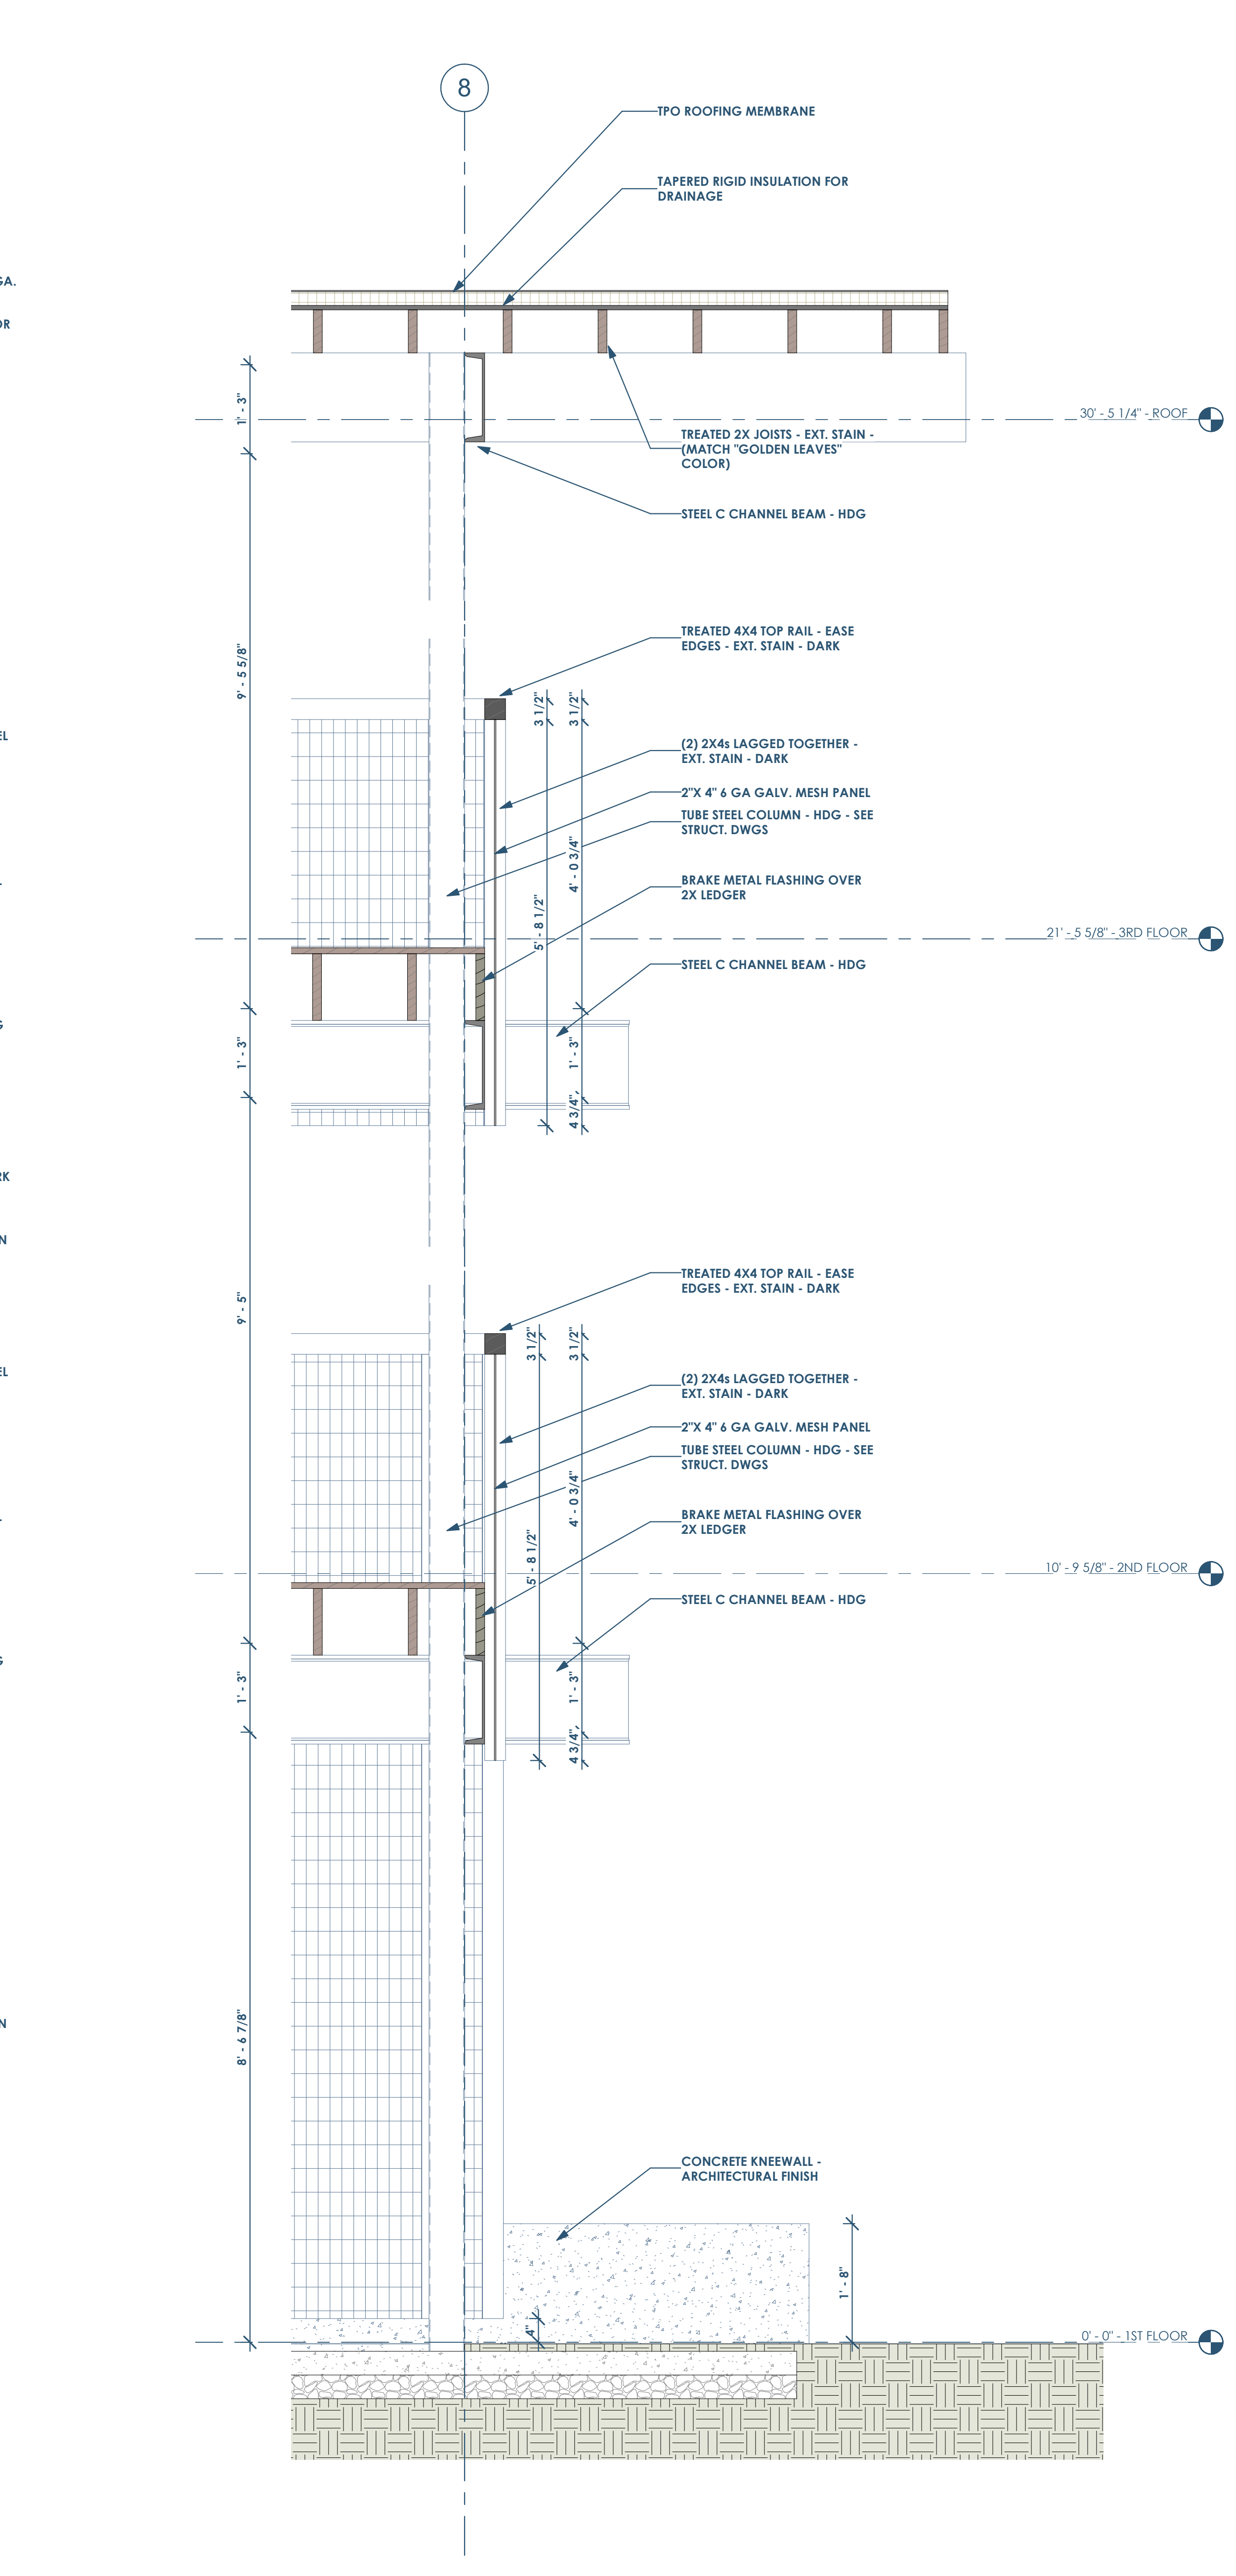 8
TPO ROOFING MEMBRANE
TAPERED RIGID INSULATION FOR
DRAINAGE
GA.
OR
1' - 3"
30' - 5 1/4" - ROOF
TREATED 2X JOISTS - EXT. STAIN -
(MATCH "GOLDEN LEAVES"
COLOR)
STEEL C CHANNEL BEAM - HDG
9' - 5 5/8"
TREATED 4X4 TOP RAIL - EASE
EDGES - EXT. STAIN - DARK
3 1/2"
3 1/2"
EL
(2) 2X4s LAGGED TOGETHER -
EXT. STAIN - DARK
2"X 4" 6 GA GALV. MESH PANEL
TUBE STEEL COLUMN - HDG - SEE
STRUCT. DWGS
4' - 0 3/4"
BRAKE METAL FLASHING OVER
2X LEDGER
5' - 8 1/2"
21' - 5 5/8" - 3RD FLOOR
STEEL C CHANNEL BEAM - HDG
G
1' - 3"
1' - 3"
4 3/4"
RK
N
TREATED 4X4 TOP RAIL - EASE
EDGES - EXT. STAIN - DARK
9' - 5"
3 1/2"
3 1/2"
EL
(2) 2X4s LAGGED TOGETHER -
EXT. STAIN - DARK
2"X 4" 6 GA GALV. MESH PANEL
TUBE STEEL COLUMN - HDG - SEE
STRUCT. DWGS
4' - 0 3/4"
BRAKE METAL FLASHING OVER
2X LEDGER
5' - 8 1/2"
10' - 9 5/8" - 2ND FLOOR
STEEL C CHANNEL BEAM - HDG
G
1' - 3"
1' - 3"
4 3/4"
N
8' - 6 7/8"
CONCRETE KNEEWALL -
ARCHITECTURAL FINISH
1' - 8"
4"
0' - 0" - 1ST FLOOR